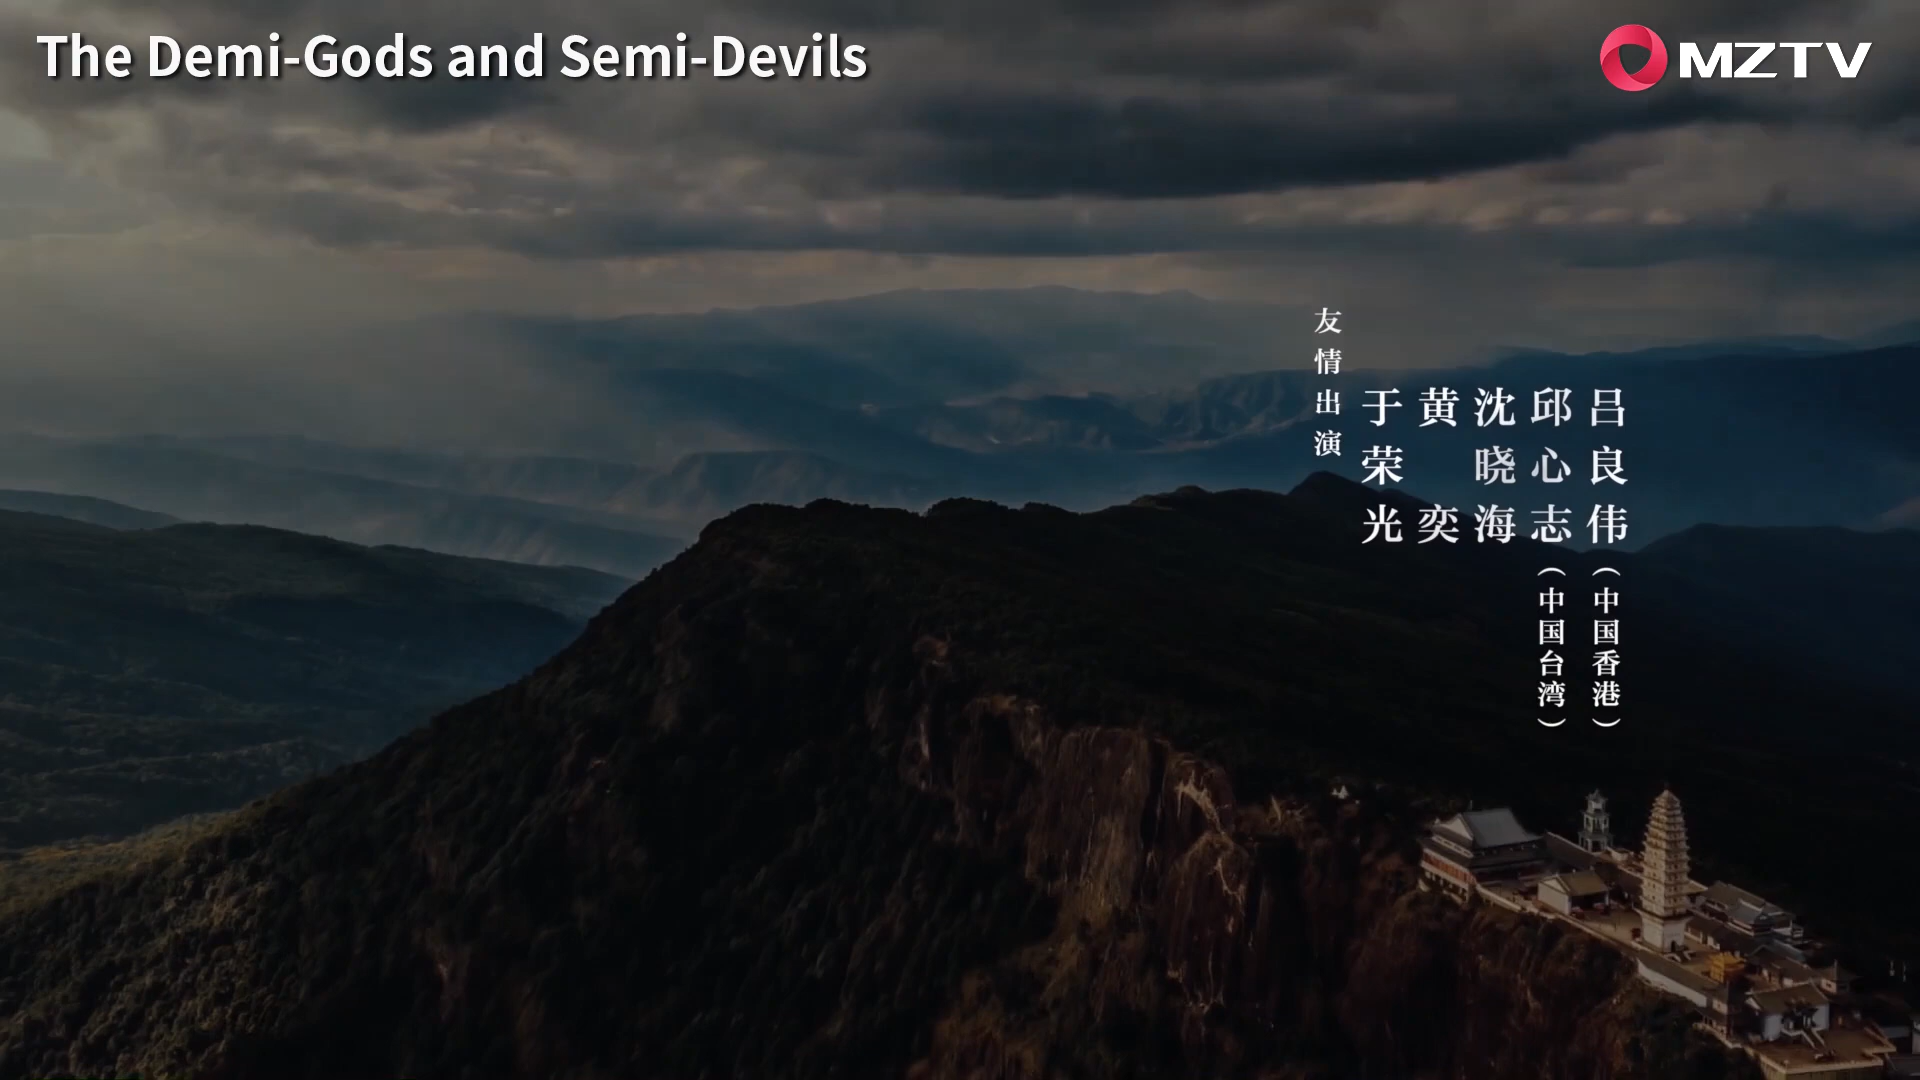 The Demi-Gods and Semi-Devils
MZTV
友情出演
于荣光
黄奕
沈晓海
邱心志（中国台湾）
吕良伟（中国香港）